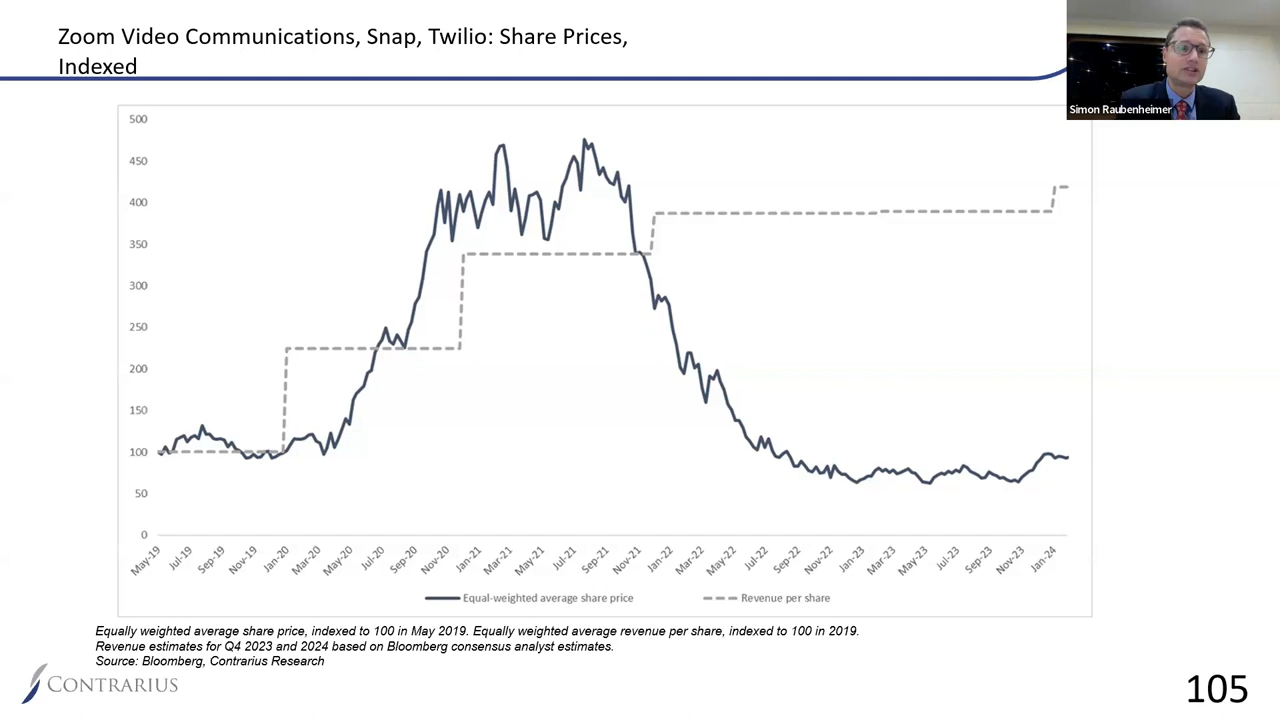 Zoom Video Communications, Snap, Twilio: Share Prices,
Indexed
Simon Raubenheimer
500
450
400
350
300
250
200
150
100
50
0
May-19
Jul-19
Sep-19
Nov-19
Jan-20
Mar-20
May-20
Jul-20
Sep-20
Nov-20
Jan-21
Mar-21
May-21
Jul-21
Sep-21
Nov-21
Jan-22
Mar-22
May-22
Jul-22
Sep-22
Nov-22
Jan-23
Mar-23
May-23
Jul-23
Sep-23
Nov-23
Jan-24
Equal-weighted average share price
Revenue per share
Equally weighted average share price, indexed to 100 in May 2019. Equally weighted average revenue per share, indexed to 100 in 2019.
Revenue estimates for Q4 2023 and 2024 based on Bloomberg consensus analyst estimates.
Source: Bloomberg, Contrarius Research
CONTRARIUS
105